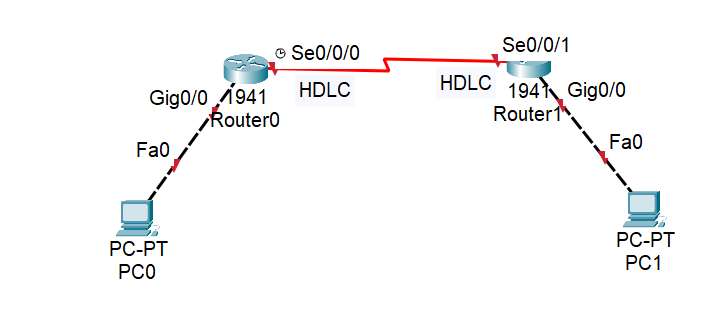 Se0/0/0
Se0/0/1
HDLC
HDLC
Gig0/0
1941
Router0
1941
Router1
Gig0/0
Fa0
Fa0
PC-PT
PC0
PC-PT
PC1